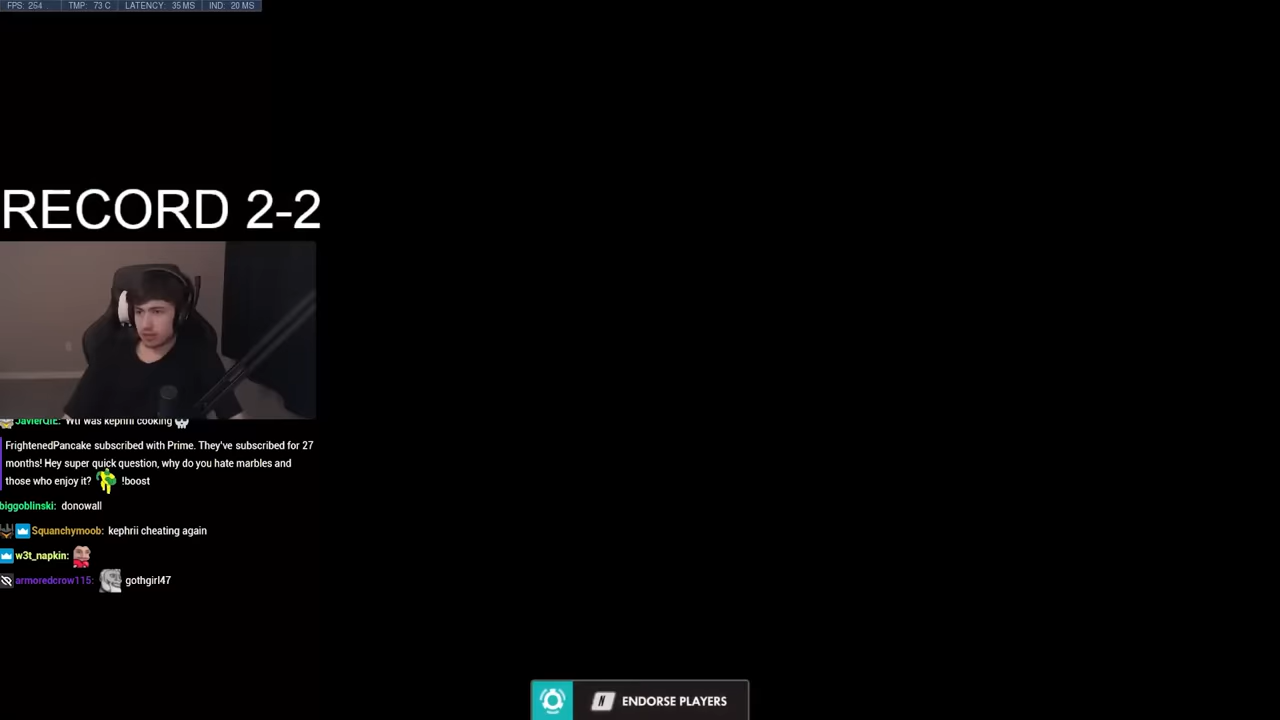 FPS: 264 TMP: 73 C LATENCY: 35 MS IND: 20 MS
RECORD 2-2
JavierQIE: Wtf was kephrii cooking
FrightenedPancake subscribed with Prime. They've subscribed for 27
months! Hey super quick question, why do you hate marbles and
those who enjoy it? !boost
biggoblinski: donowall
Squanchymoob: kephrii cheating again
w3t_napkin:
armoredcrow115: gothgirl47
N ENDORSE PLAYERS